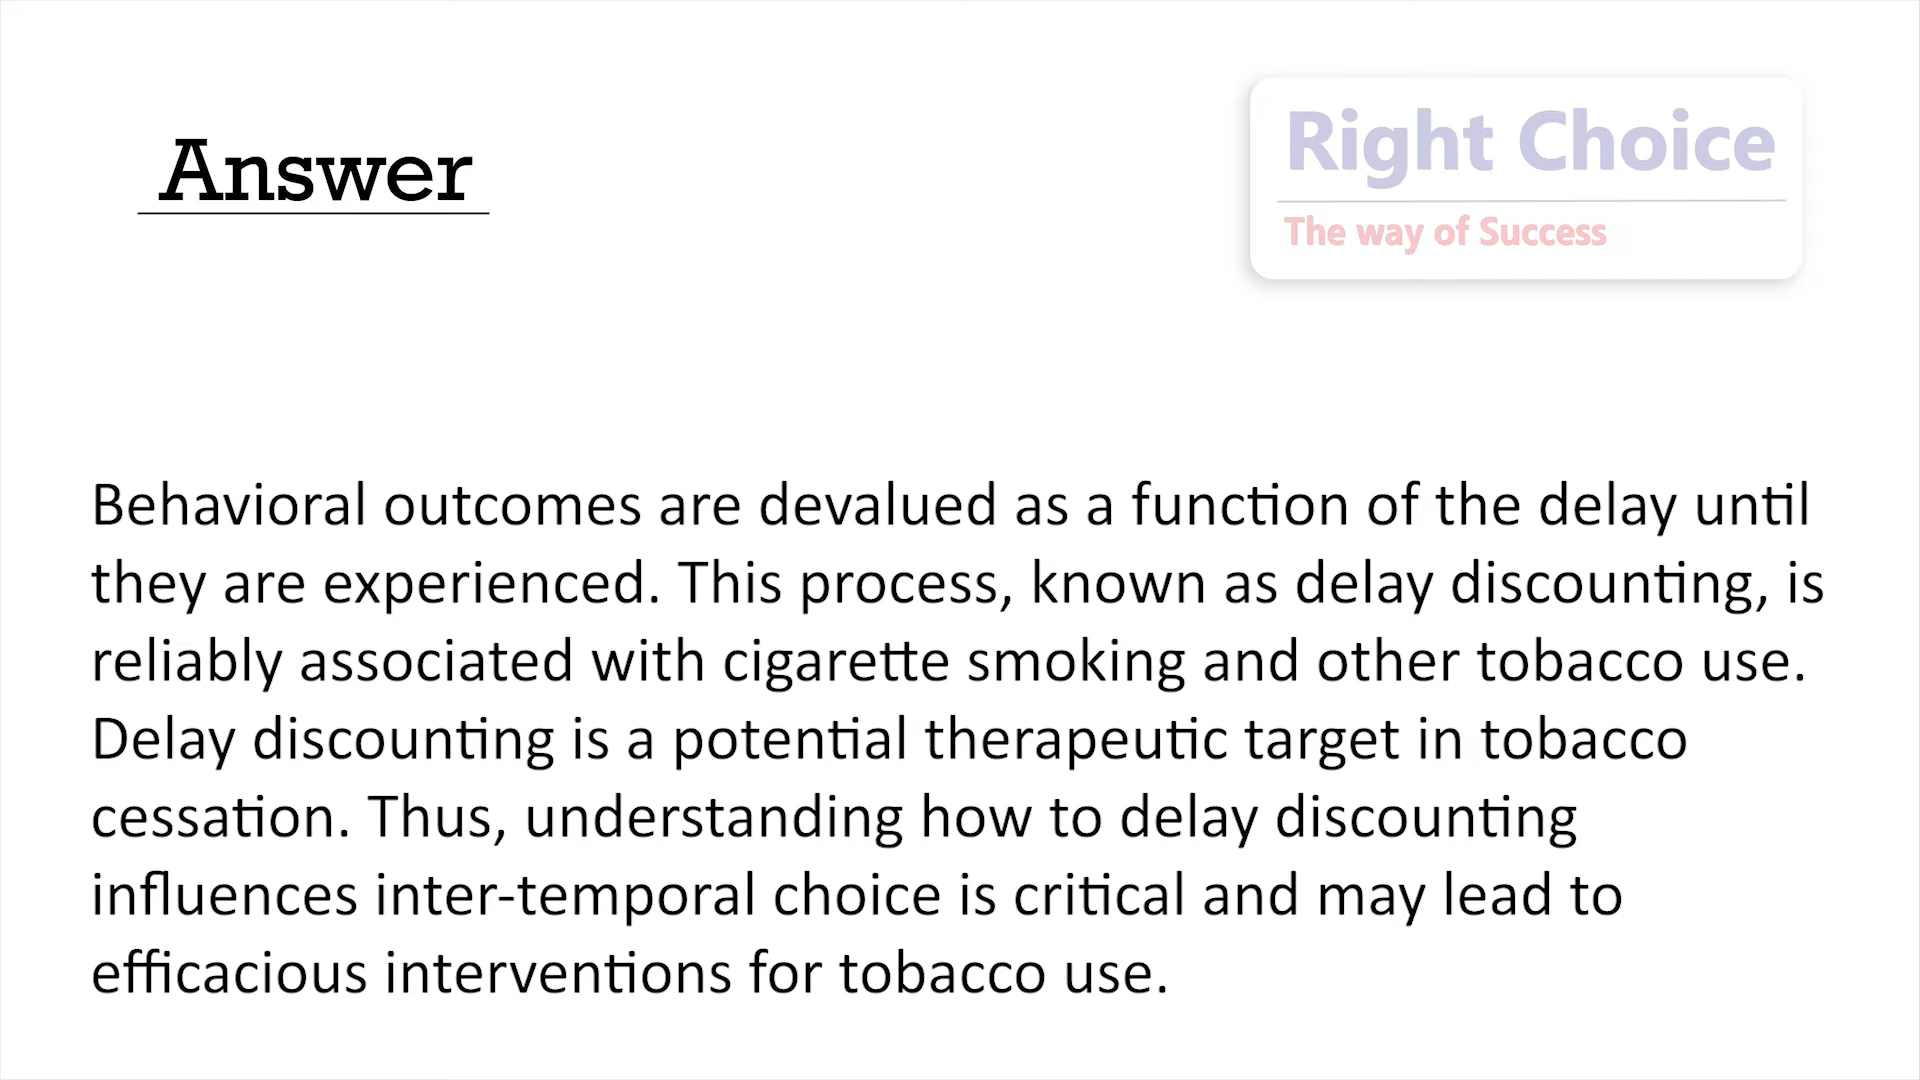 Answer
Right Choice
The way of Success
Behavioral outcomes are devalued as a function of the delay until
they are experienced. This process, known as delay discounting, is
reliably associated with cigarette smoking and other tobacco use.
Delay discounting is a potential therapeutic target in tobacco
cessation. Thus, understanding how to delay discounting
influences inter-temporal choice is critical and may lead to
efficacious interventions for tobacco use.